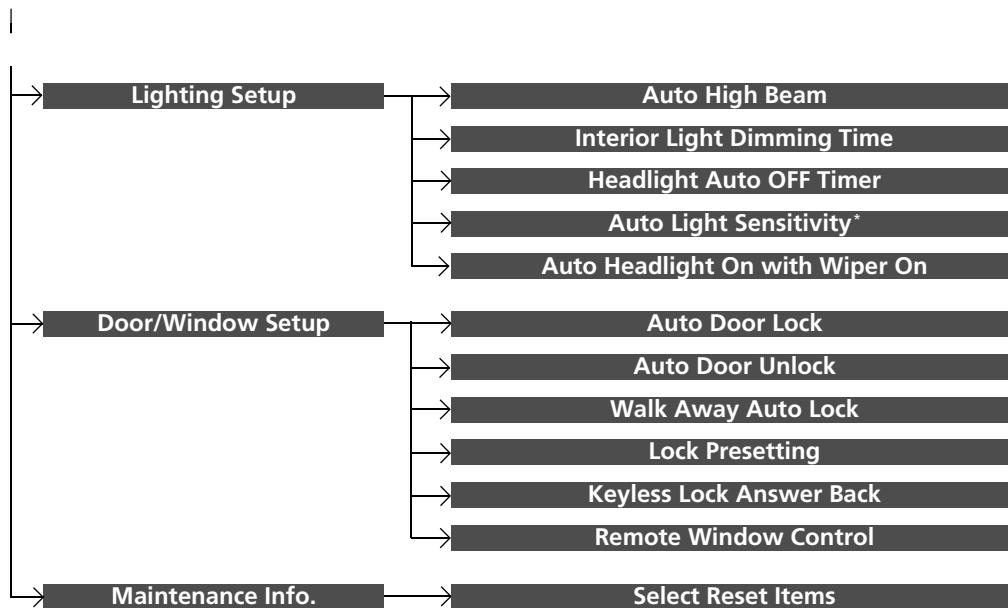 Lighting Setup
Auto High Beam
Interior Light Dimming Time
Headlight Auto OFF Timer
Auto Light Sensitivity*
Auto Headlight On with Wiper On
Door/Window Setup
Auto Door Lock
Auto Door Unlock
Walk Away Auto Lock
Lock Presetting
Keyless Lock Answer Back
Remote Window Control
Maintenance Info.
Select Reset Items